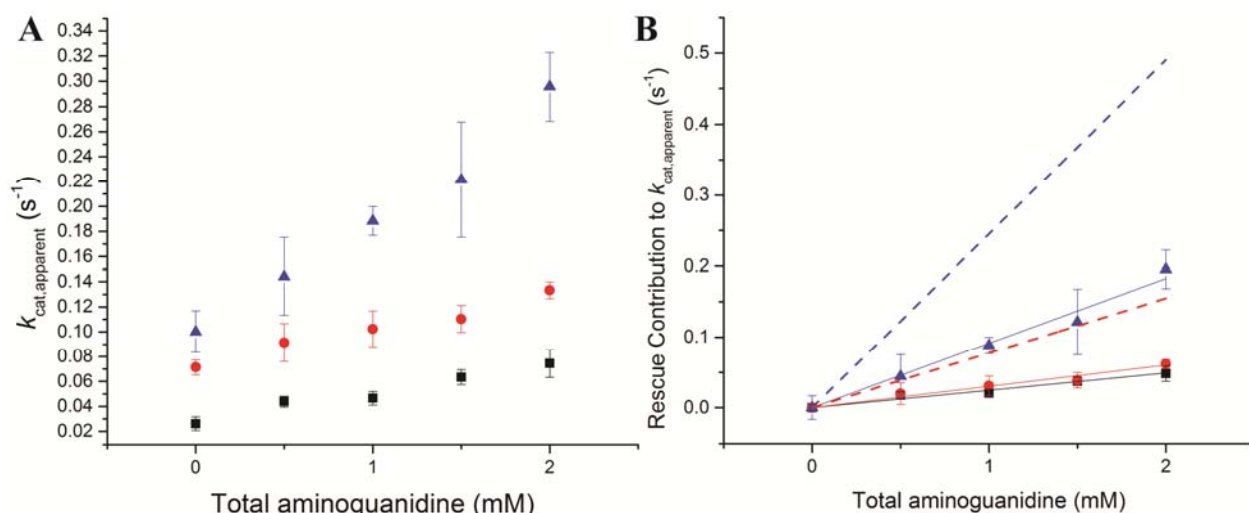 A
k_cat,apparent (s⁻¹)
0.34
0.32
0.30
0.28
0.26
0.24
0.22
0.20
0.18
0.16
0.14
0.12
0.10
0.08
0.06
0.04
0.02
0 1 2
Total aminoguanidine (mM)
B
Rescue Contribution to k_cat,apparent (s⁻¹)
0.5
0.4
0.3
0.2
0.1
0.0
0 1 2
Total aminoguanidine (mM)